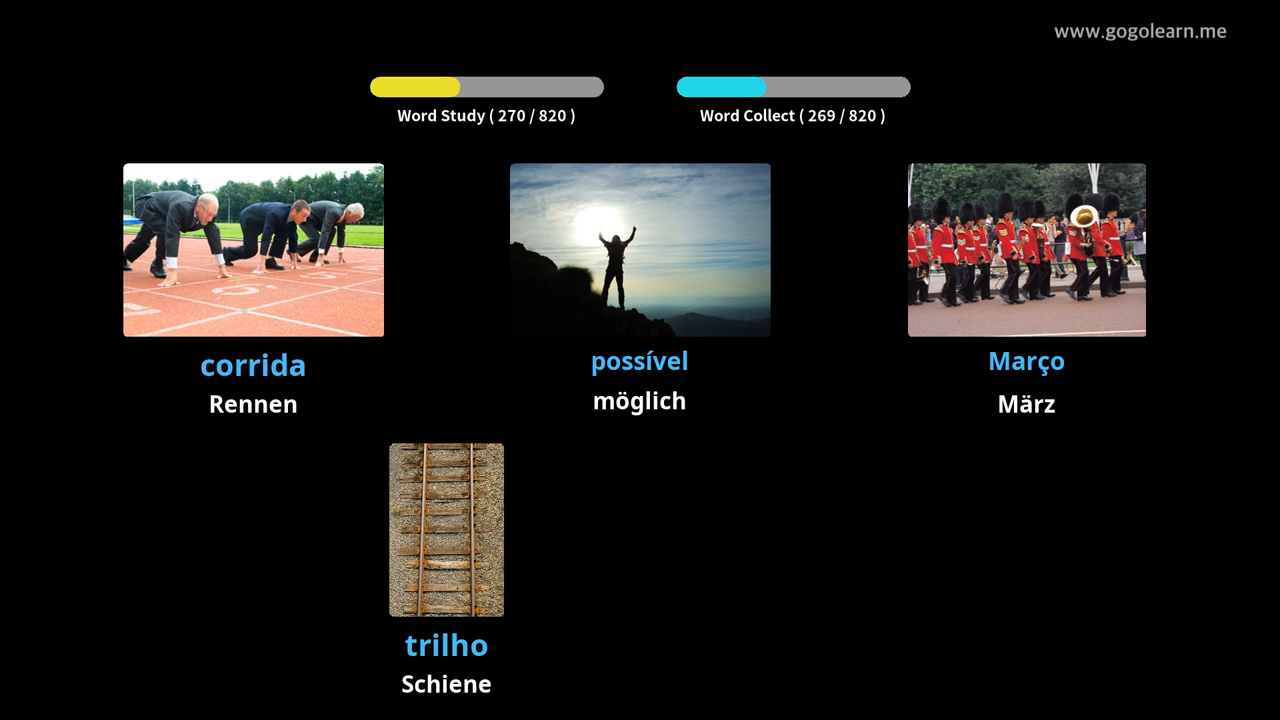 www.gogolearn.me
Word Study ( 270 / 820 )
Word Collect ( 269 / 820 )
corrida
Rennen
possível
möglich
Março
März
trilho
Schiene